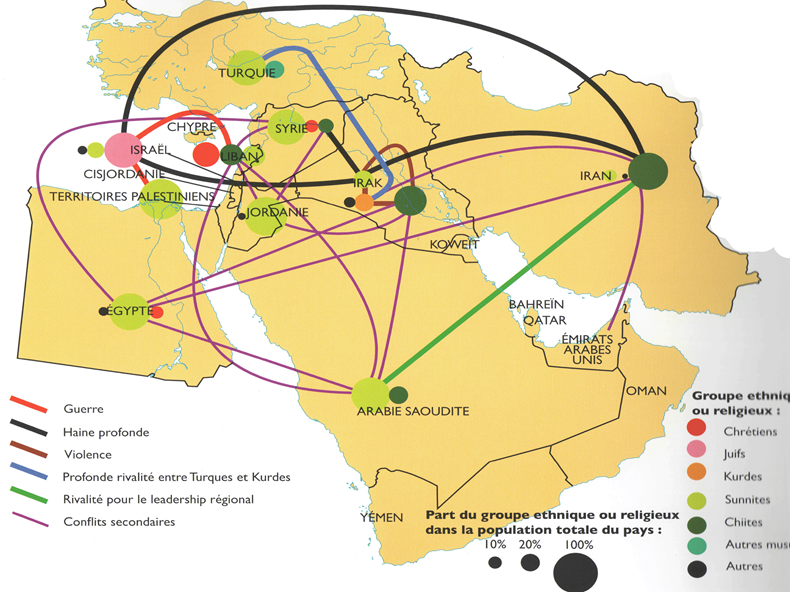 TURQUIE
CHYPRE
SYRIE
ISRAËL
LIBAN
CISJORDANIE
IRAK
IRAN
TERRITOIRES PALESTINIENS
JORDANIE
KOWEÏT
ÉGYPTE
BAHREÏN
QATAR
ÉMIRATS
ARABES
UNIS
OMAN
ARABIE SAOUDITE
YÉMEN
Guerre
Haine profonde
Violence
Profonde rivalité entre Turques et Kurdes
Rivalité pour le leadership régional
Conflits secondaires
Part du groupe ethnique ou religieux
dans la population totale du pays :
10% 20% 100%
Groupe ethniq
ou religieux :
Chrétiens
Juifs
Kurdes
Sunnites
Chiites
Autres mus
Autres